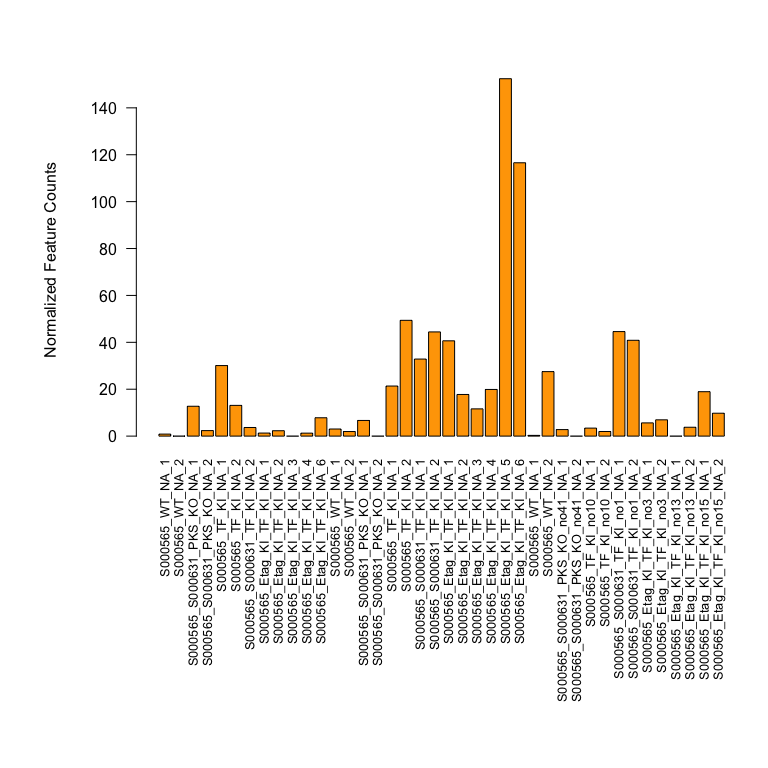 Normalized Feature Counts
140
120
100
80
60
40
20
0
S000565_WT_NA_1
S000565_WT_NA_2
S000565_S000631_PKS_KO_NA_1
S000565_S000631_PKS_KO_NA_2
S000565_TF_KI_NA_1
S000565_TF_KI_NA_2
S000565_S000631_TF_KI_NA_2
S000565_Etag_KI_TF_KI_NA_1
S000565_Etag_KI_TF_KI_NA_2
S000565_Etag_KI_TF_KI_NA_3
S000565_Etag_KI_TF_KI_NA_4
S000565_Etag_KI_TF_KI_NA_6
S000565_WT_NA_1
S000565_WT_NA_2
S000565_S000631_PKS_KO_NA_1
S000565_S000631_PKS_KO_NA_2
S000565_TF_KI_NA_1
S000565_TF_KI_NA_2
S000565_S000631_TF_KI_NA_1
S000565_S000631_TF_KI_NA_2
S000565_Etag_KI_TF_KI_NA_1
S000565_Etag_KI_TF_KI_NA_2
S000565_Etag_KI_TF_KI_NA_3
S000565_Etag_KI_TF_KI_NA_4
S000565_Etag_KI_TF_KI_NA_5
S000565_Etag_KI_TF_KI_NA_6
S000565_WT_NA_1
S000565_WT_NA_2
S000565_S000631_PKS_KO_no41_NA_1
S000565_S000631_PKS_KO_no41_NA_2
S000565_TF_KI_no10_NA_1
S000565_TF_KI_no10_NA_2
S000565_S000631_TF_KI_no1_NA_1
S000565_S000631_TF_KI_no1_NA_2
S000565_Etag_KI_TF_KI_no3_NA_1
S000565_Etag_KI_TF_KI_no3_NA_2
S000565_Etag_KI_TF_KI_no13_NA_1
S000565_Etag_KI_TF_KI_no13_NA_2
S000565_Etag_KI_TF_KI_no15_NA_1
S000565_Etag_KI_TF_KI_no15_NA_2